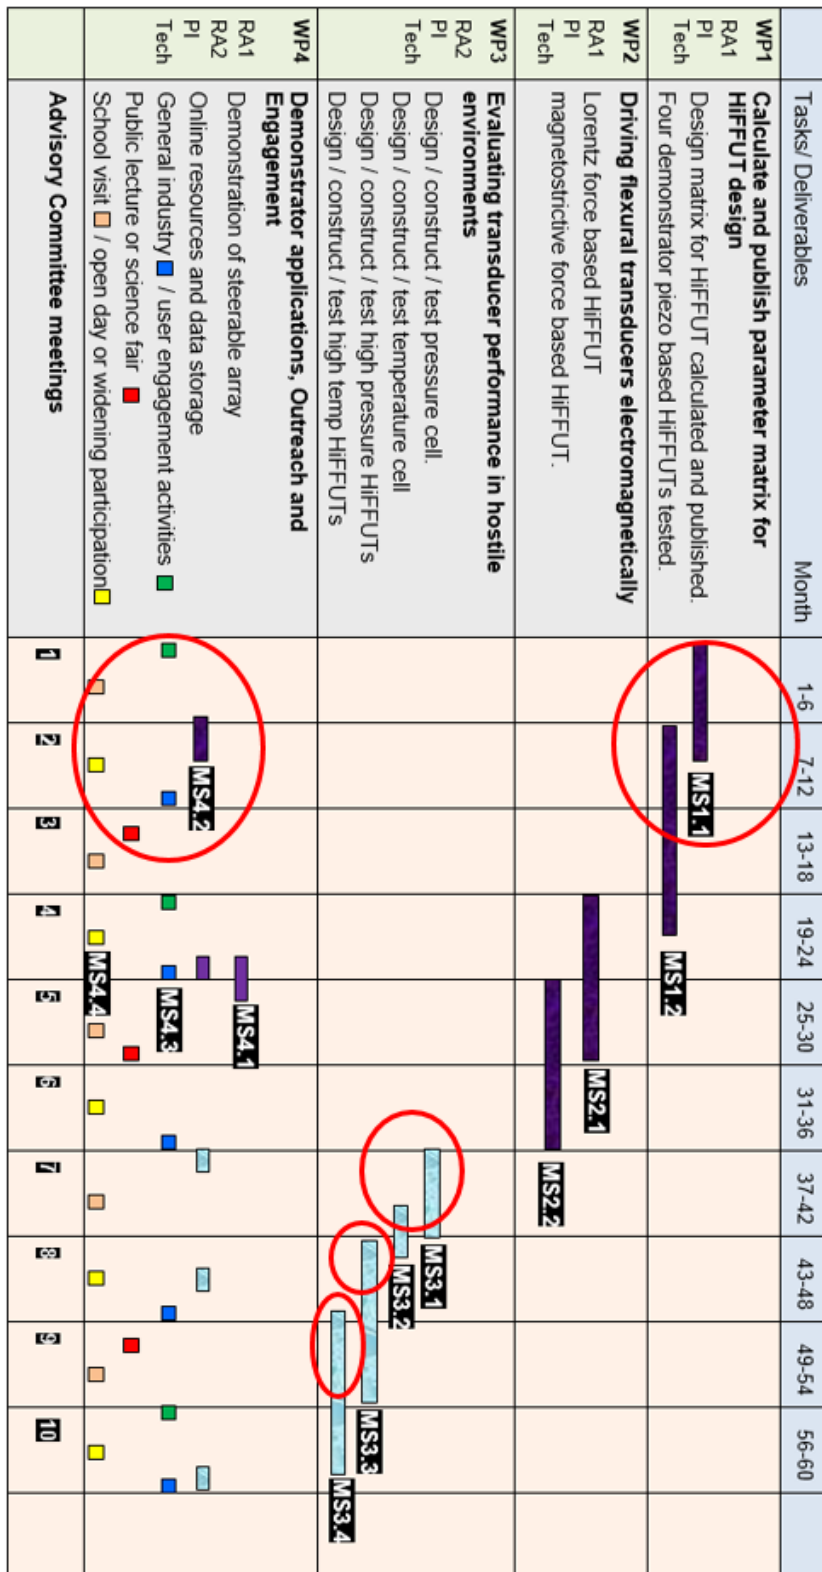 Tasks/ Deliverables Month 1-6 7-12 13-18 19-24 25-30 31-36 37-42 43-48 49-54 56-60
WP1 Calculate and publish parameter matrix for
RA1 HiFFUT design
PI Design matrix for HiFFUT calculated and published. MS1.1
Tech Four demonstrator piezo based HiFFUTs tested. MS1.2
WP2 Driving flexural transducers electromagnetically
RA1 Lorentz force based HiFFUT MS2.1
PI magnetostrictive force based HiFFUT. MS2.2
Tech
WP3 Evaluating transducer performance in hostile
RA2 environments
PI Design / construct / test pressure cell. MS3.1
Tech Design / construct / test temperature cell MS3.2
Design / construct / test high pressure HiFFUTs MS3.3
Design / construct / test high temp HiFFUTs MS3.4
WP4 Demonstrator applications, Outreach and
Engagement
RA1 Demonstration of steerable array MS4.1
RA2 Online resources and data storage MS4.2
PI General industry / user engagement activities MS4.3
Tech Public lecture or science fair
School visit / open day or widening participation MS4.4
Advisory Committee meetings 1 2 3 4 5 6 7 8 9 10